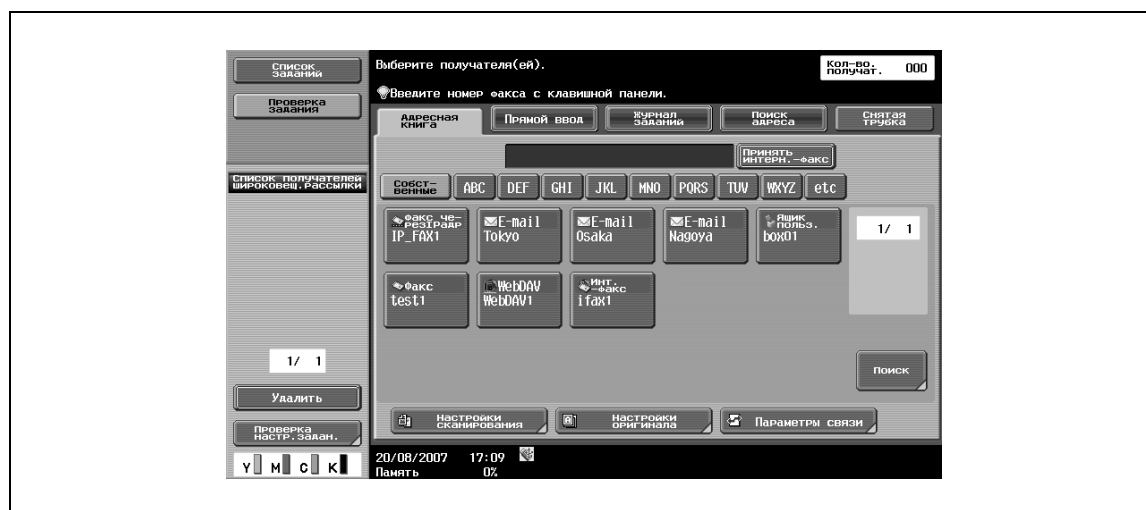 Список
заданий
Проверка
задания
Список получателей
широковещ.рассылки
1/ 1
Удалить
Проверка
настр.задан.
Y M C K
Выберите получателя(ей).
Кол-во.
получат. 000
Введите номер факса с клавишной панели.
Адресная
книга
Прямой ввод
Журнал
заданий
Поиск
адреса
Снятая
трубка
Принять
интерн.-факс
Собст-
венные
ABC DEF GHI JKL MNO PQRS TUV WXYZ etc
Факс че-
резIPадр
IP_FAX1
E-mail
Tokyo
E-mail
Osaka
E-mail
Nagoya
Ящик
польз.
box01
1/ 1
Факс
test1
WebDAV
WebDAV1
Инт.
-факс
ifax1
Поиск
Настройки
сканирования
Настройки
оригинала
Параметры связи
20/08/2007 17:09
Память 0%